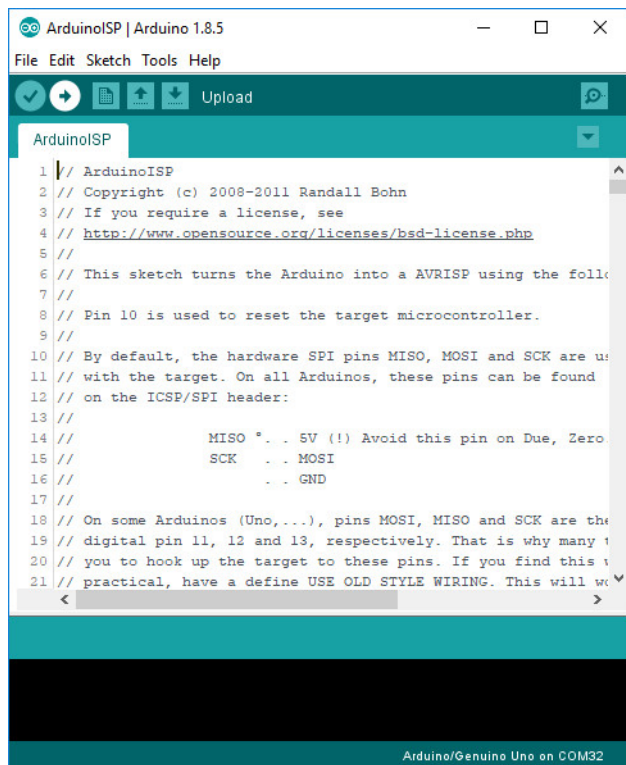 ArduinoISP | Arduino 1.8.5
File Edit Sketch Tools Help
Upload
ArduinoISP
1 // ArduinoISP
2 // Copyright (c) 2008-2011 Randall Bohn
3 // If you require a license, see
4 // http://www.opensource.org/licenses/bsd-license.php
5 //
6 // This sketch turns the Arduino into a AVRISP using the follo
7 //
8 // Pin 10 is used to reset the target microcontroller.
9 //
10 // By default, the hardware SPI pins MISO, MOSI and SCK are us
11 // with the target. On all Arduinos, these pins can be found
12 // on the ICSP/SPI header:
13 //
14 // MISO °. . 5V (!) Avoid this pin on Due, Zero.
15 // SCK . . MOSI
16 // . . GND
17 //
18 // On some Arduinos (Uno,...), pins MOSI, MISO and SCK are the
19 // digital pin 11, 12 and 13, respectively. That is why many t
20 // you to hook up the target to these pins. If you find this w
21 // practical, have a define USE OLD STYLE WIRING. This will wo
Arduino/Genuino Uno on COM32